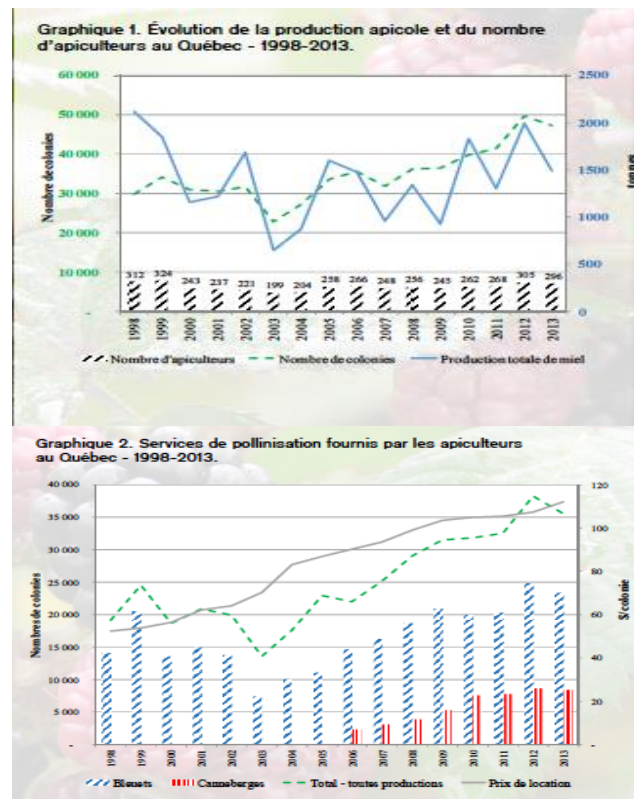 Graphique 1. Évolution de la production apicole et du nombre
d'apiculteurs au Québec - 1998-2013.
60 000
50 000
40 000
30 000
20 000
10 000
-
Nombre de colonies
2500
2000
1500
1000
500
0
tonnes
312 324 243 237 223 199 204 258 266 248 256 245 262 268 305 296
1998 1999 2000 2001 2002 2003 2004 2005 2006 2007 2008 2009 2010 2011 2012 2013
Nombre d'apiculteurs Nombre de colonies Production totale de miel
Graphique 2. Services de pollinisation fournis par les apiculteurs
au Québec - 1998-2013.
40 000
35 000
30 000
25 000
20 000
15 000
10 000
5 000
-
Nombres de colonies
120
100
80
60
40
20
-
$/colonie
1998 1999 2000 2001 2002 2003 2004 2005 2006 2007 2008 2009 2010 2011 2012 2013
Bleuets Canneberges Total - toutes productions Prix de location